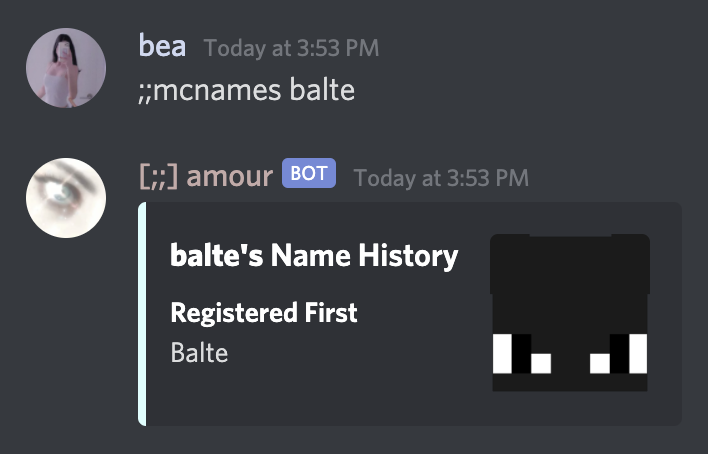 bea Today at 3:53 PM
;;mcnames balte
[;;] amour BOT Today at 3:53 PM
balte's Name History
Registered First
Balte